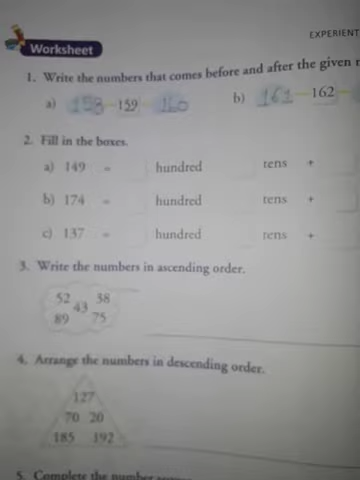 EXPERIENT
Worksheet
1. Write the numbers that comes before and after the given
a) 158 – 159 – 160 b) 161 – 162 –
2. Fill in the boxes.
a) 149 = hundred tens +
b) 174 = hundred tens +
c) 137 = hundred tens +
3. Write the numbers in ascending order.
52 43 38
89 75
4. Arrange the numbers in descending order.
127
70 20
185 192
5. Complete the number